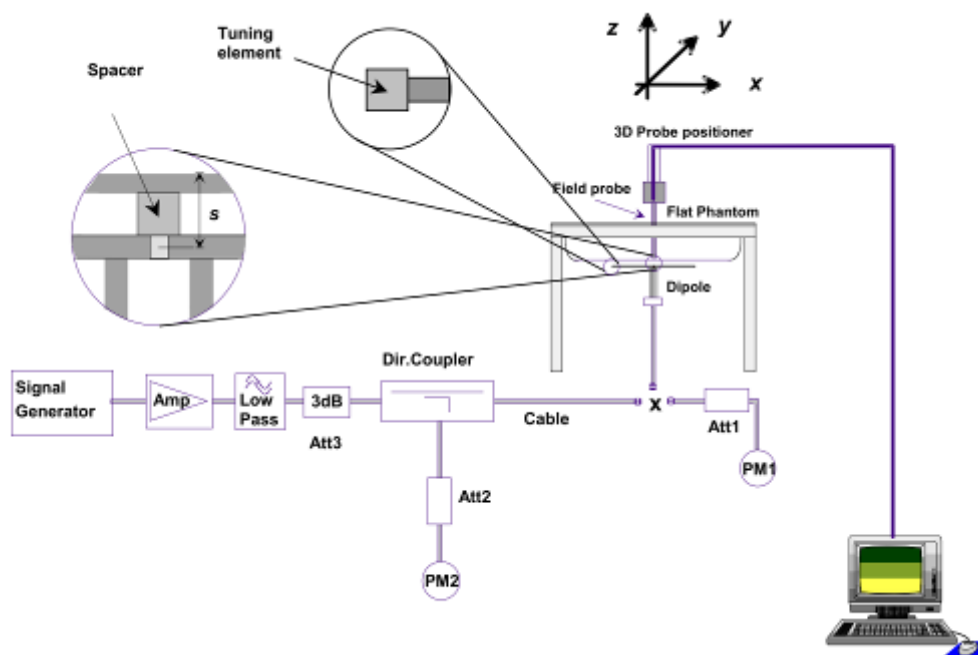 Tuning
element
Spacer
z
y
x
3D Probe positioner
Field probe
Flat Phantom
s
Dipole
Dir.Coupler
Signal
Generator
Amp
Low
Pass
3dB
Att3
Cable
x
Att1
PM1
Att2
PM2